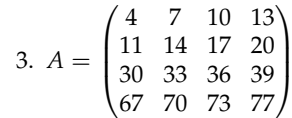 3. A = ⎛ 4 7 10 13 ⎞
11 14 17 20
30 33 36 39
⎝ 67 70 73 77 ⎠